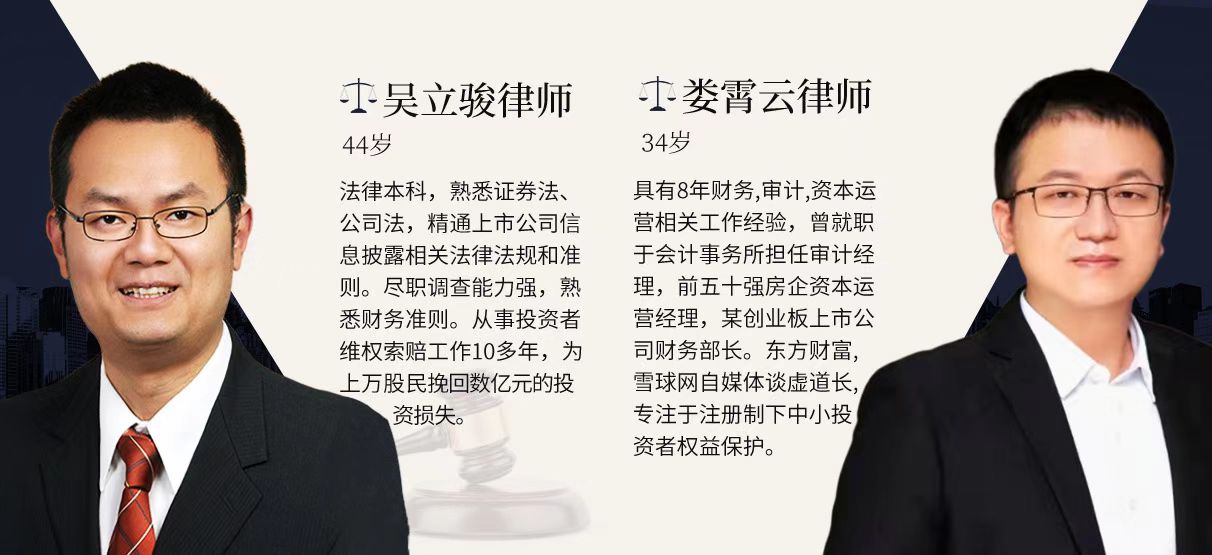 吴立骏律师
44岁
法律本科，熟悉证券法、
公司法，精通上市公司信
息披露相关法律法规和准
则。尽职调查能力强，熟
悉财务准则。从事投资者
维权索赔工作10多年，为
上万股民挽回数亿元的投
资损失。
娄霄云律师
34岁
具有8年财务,审计,资本运
营相关工作经验，曾就职
于会计事务所担任审计经
理，前五十强房企资本运
营经理，某创业板上市公
司财务部长。东方财富,
雪球网自媒体谈虚道长,
专注于注册制下中小投
资者权益保护。